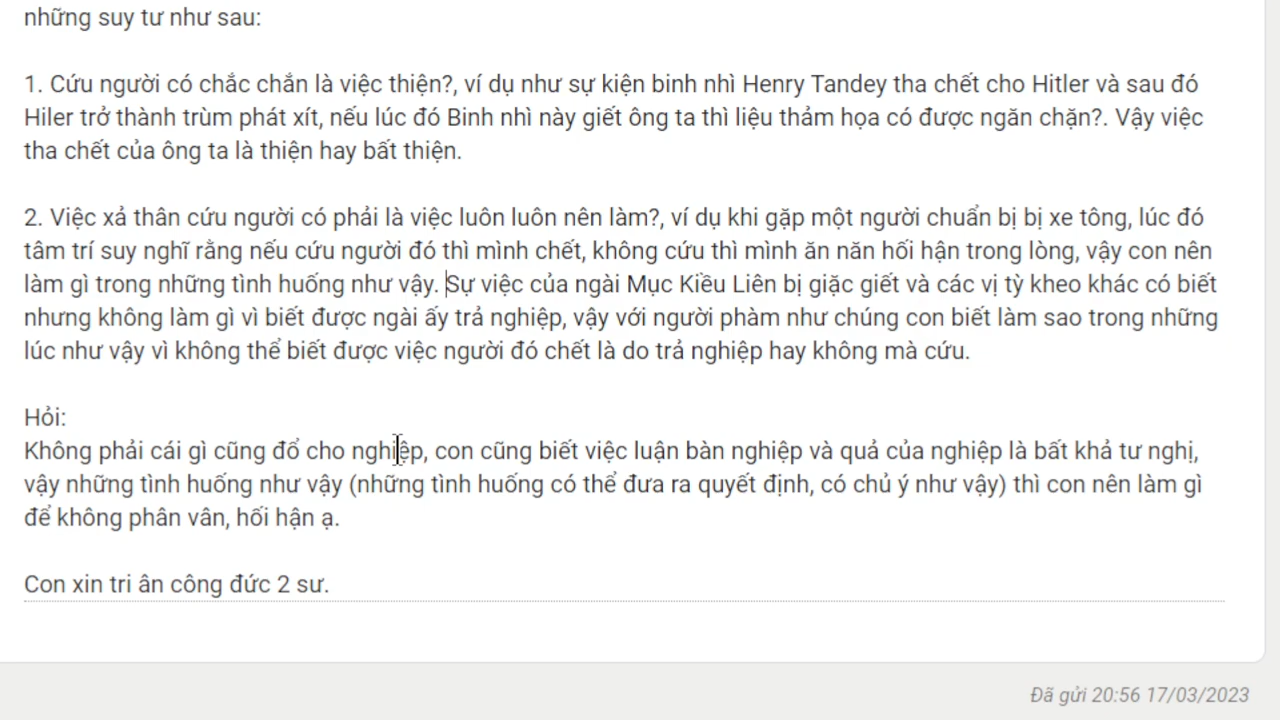 những suy tư như sau:
1. Cứu người có chắc chắn là việc thiện?, ví dụ như sự kiện binh nhì Henry Tandey tha chết cho Hitler và sau đó
Hiler trở thành trùm phát xít, nếu lúc đó Binh nhì này giết ông ta thì liệu thảm họa có được ngăn chặn?. Vậy việc
tha chết của ông ta là thiện hay bất thiện.
2. Việc xả thân cứu người có phải là việc luôn luôn nên làm?, ví dụ khi gặp một người chuẩn bị bị xe tông, lúc đó
tâm trí suy nghĩ rằng nếu cứu người đó thì mình chết, không cứu thì mình ăn năn hối hận trong lòng, vậy con nên
làm gì trong những tình huống như vậy. Sự việc của ngài Mục Kiều Liên bị giặc giết và các vị tỳ kheo khác có biết
nhưng không làm gì vì biết được ngài ấy trả nghiệp, vậy với người phàm như chúng con biết làm sao trong những
lúc như vậy vì không thể biết được việc người đó chết là do trả nghiệp hay không mà cứu.
Hỏi:
Không phải cái gì cũng đổ cho nghiệp, con cũng biết việc luận bàn nghiệp và quả của nghiệp là bất khả tư nghị,
vậy những tình huống như vậy (những tình huống có thể đưa ra quyết định, có chủ ý như vậy) thì con nên làm gì
để không phân vân, hối hận ạ.
Con xin tri ân công đức 2 sư.
Đã gửi 20:56 17/03/2023